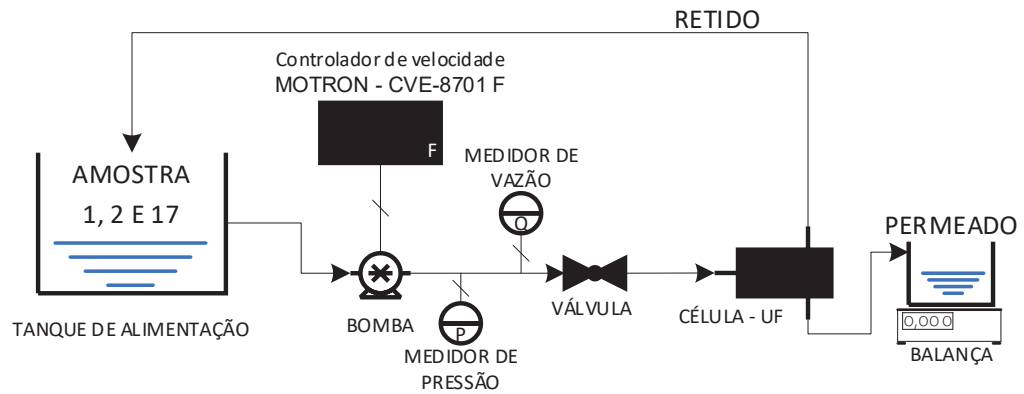 RETIDO
Controlador de velocidade
MOTRON - CVE-8701 F
F
AMOSTRA
1, 2 E 17
MEDIDOR DE
VAZÃO
Q
PERMEADO
TANQUE DE ALIMENTAÇÃO
BOMBA
P
MEDIDOR DE
PRESSÃO
VÁLVULA
CÉLULA - UF
0,000
BALANÇA